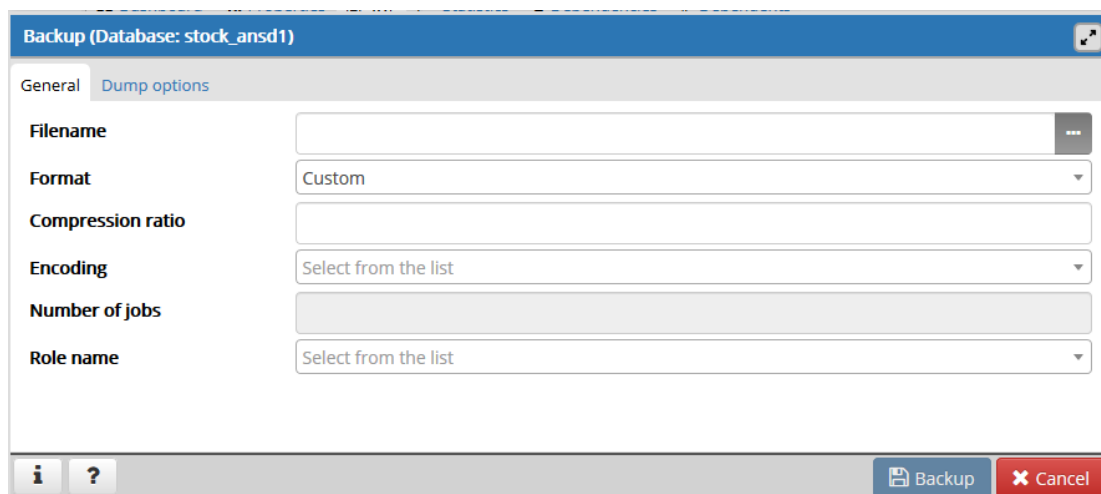 Backup (Database: stock_ansd1)
General Dump options
Filename
Format Custom
Compression ratio
Encoding Select from the list
Number of jobs
Role name Select from the list
i ? Backup Cancel